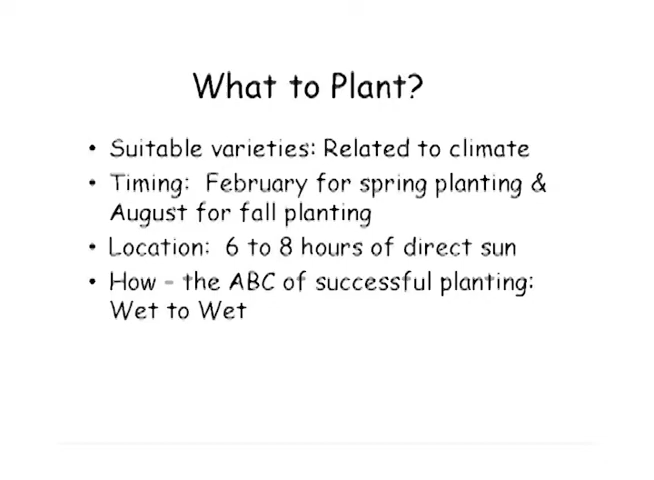 What to Plant?
• Suitable varieties: Related to climate
• Timing: February for spring planting &
August for fall planting
• Location: 6 to 8 hours of direct sun
• How - the ABC of successful planting:
Wet to Wet